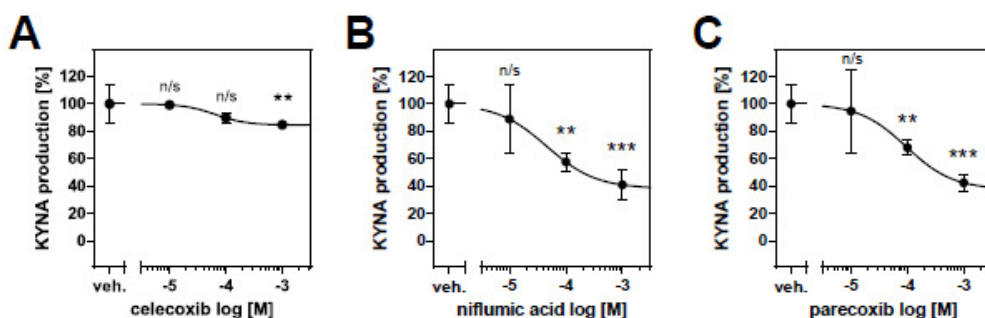 A
KYNA production [%]
120
100
80
60
40
20
0
n/s
n/s
**
veh.
-5
-4
-3
celecoxib log [M]
B
KYNA production [%]
120
100
80
60
40
20
0
n/s
**
***
veh.
-5
-4
-3
niflumic acid log [M]
C
KYNA production [%]
120
100
80
60
40
20
0
n/s
**
***
veh.
-5
-4
-3
parecoxib log [M]